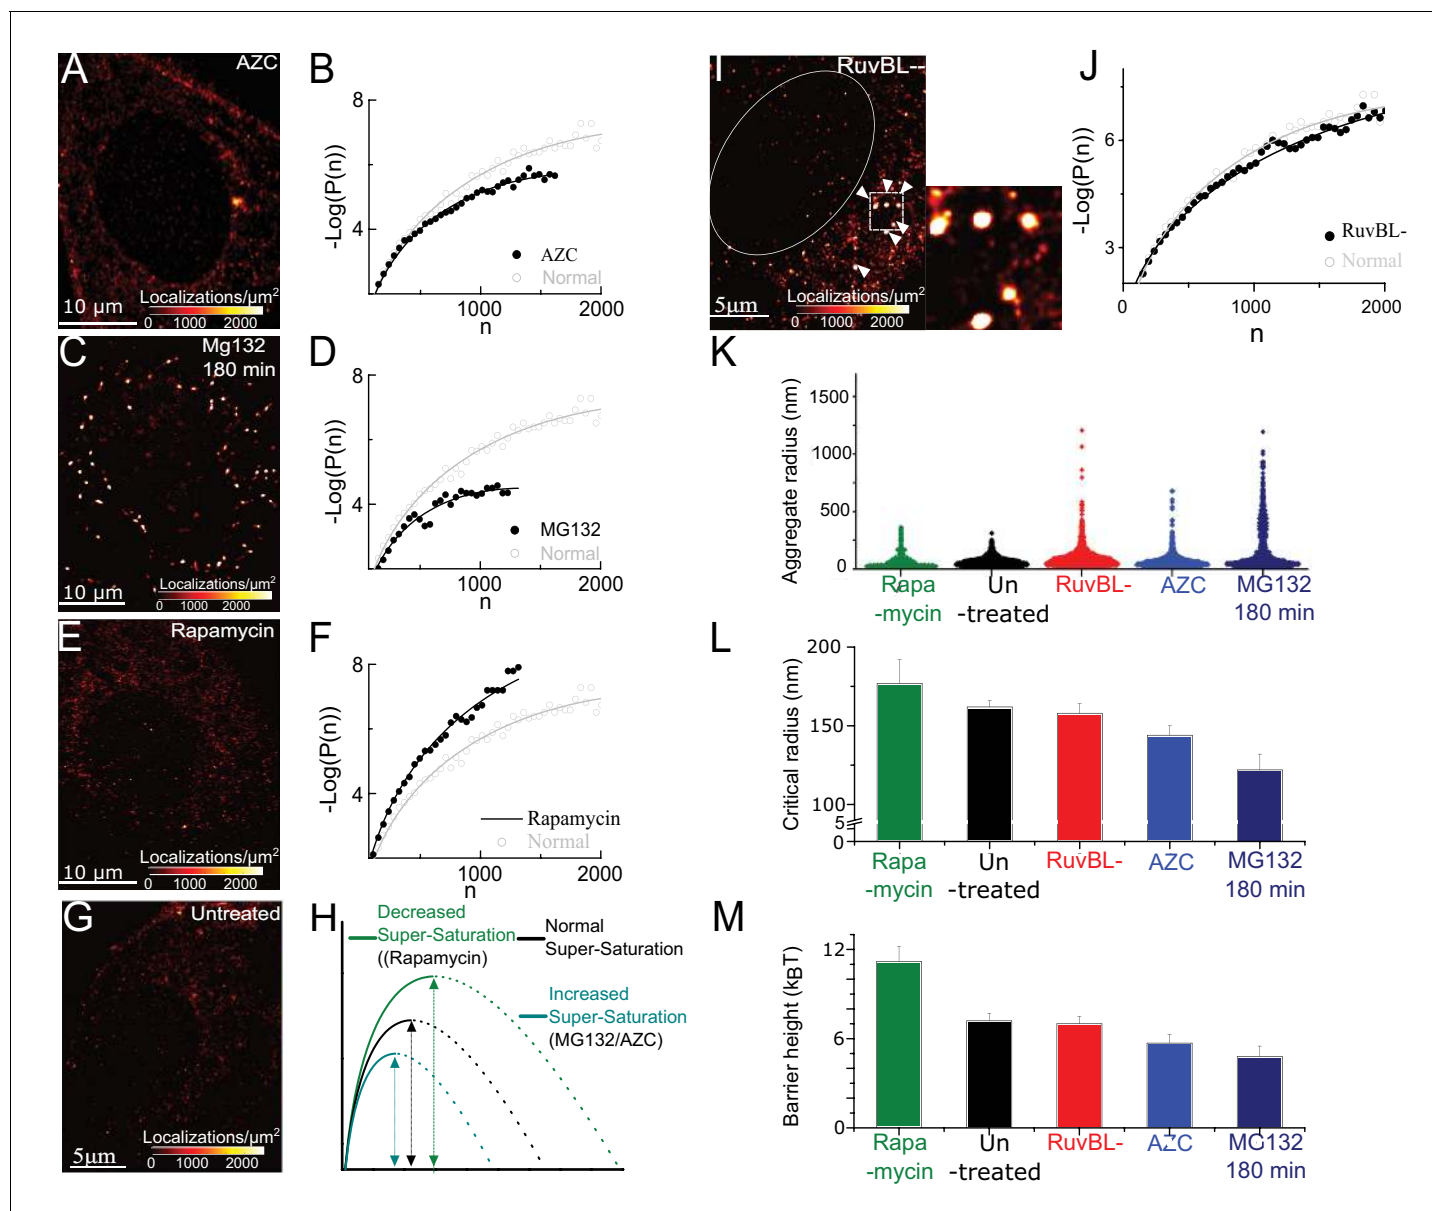 A
AZC
10 µm
Localizations/µm²
0 1000 2000
B
8
4
-Log(P(n))
AZC
Normal
1000 2000
n
C
Mg132
180 min
10 µm
Localizations/µm²
0 1000 2000
D
8
4
-Log(P(n))
MG132
Normal
1000 2000
n
E
Rapamycin
10 µm
Localizations/µm²
0 1000 2000
F
8
4
-Log(P(n))
Rapamycin
Normal
1000 2000
n
G
Untreated
5µm
Localizations/µm²
0 1000 2000
H
Decreased
Super-Saturation
((Rapamycin)
Normal
Super-Saturation
Increased
Super-Saturation
(MG132/AZC)
I
RuvBL--
5µm
Localizations/µm²
0 1000 2000
J
6
3
-Log(P(n))
RuvBL-
Normal
0 1000 2000
n
K
Aggregate radius (nm)
1500
1000
500
0
Rapa
-mycin
Un
-treated
RuvBL-
AZC
MG132
180 min
L
Critical radius (nm)
200
150
100
5
0
Rapa
-mycin
Un
-treated
RuvBL-
AZC
MG132
180 min
M
Barrier height (kBT)
12
6
0
Rapa
-mycin
Un
-treated
RuvBL-
AZC
MG132
180 min